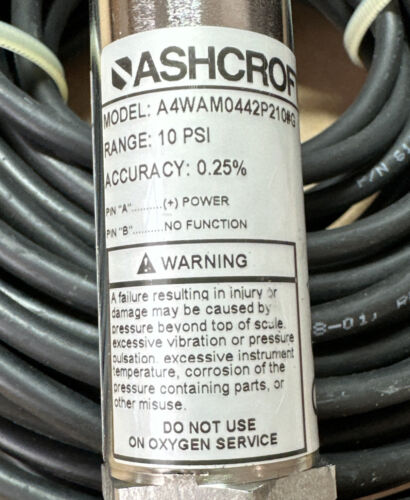 ASHCROF
MODEL: A4WAM0442P210#G
RANGE: 10 PSI
ACCURACY: 0.25%
PIN "A"..........(+) POWER
PIN "B"..........NO FUNCTION
WARNING
A failure resulting in injury or
damage may be caused by
pressure beyond top of scale,
excessive vibration or pressure
pulsation, excessive instrument
temperature, corrosion of the
pressure containing parts, or
other misuse.
DO NOT USE
ON OXYGEN SERVICE
P/N
8-01,